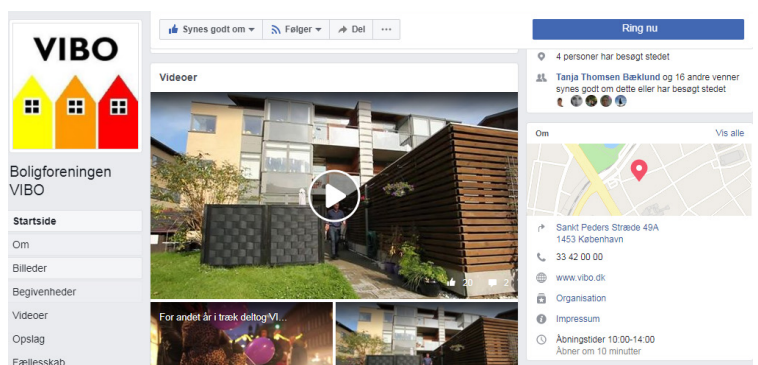 VIBO
Boligforeningen
VIBO
Startside
Om
Billeder
Begivenheder
Videoer
Opslag
Fællesskab
Synes godt om
Følger
Del
Videoer
20
2
For andet år i træk deltog VI...
Ring nu
4 personer har besøgt stedet
Tanja Thomsen Bæklund og 16 andre venner
synes godt om dette eller har besøgt stedet
Om
Vis alle
Sankt Peders Stræde 49A
1453 København
33 42 00 00
www.vibo.dk
Organisation
Impressum
Åbningstider 10:00-14:00
Åbner om 10 minutter